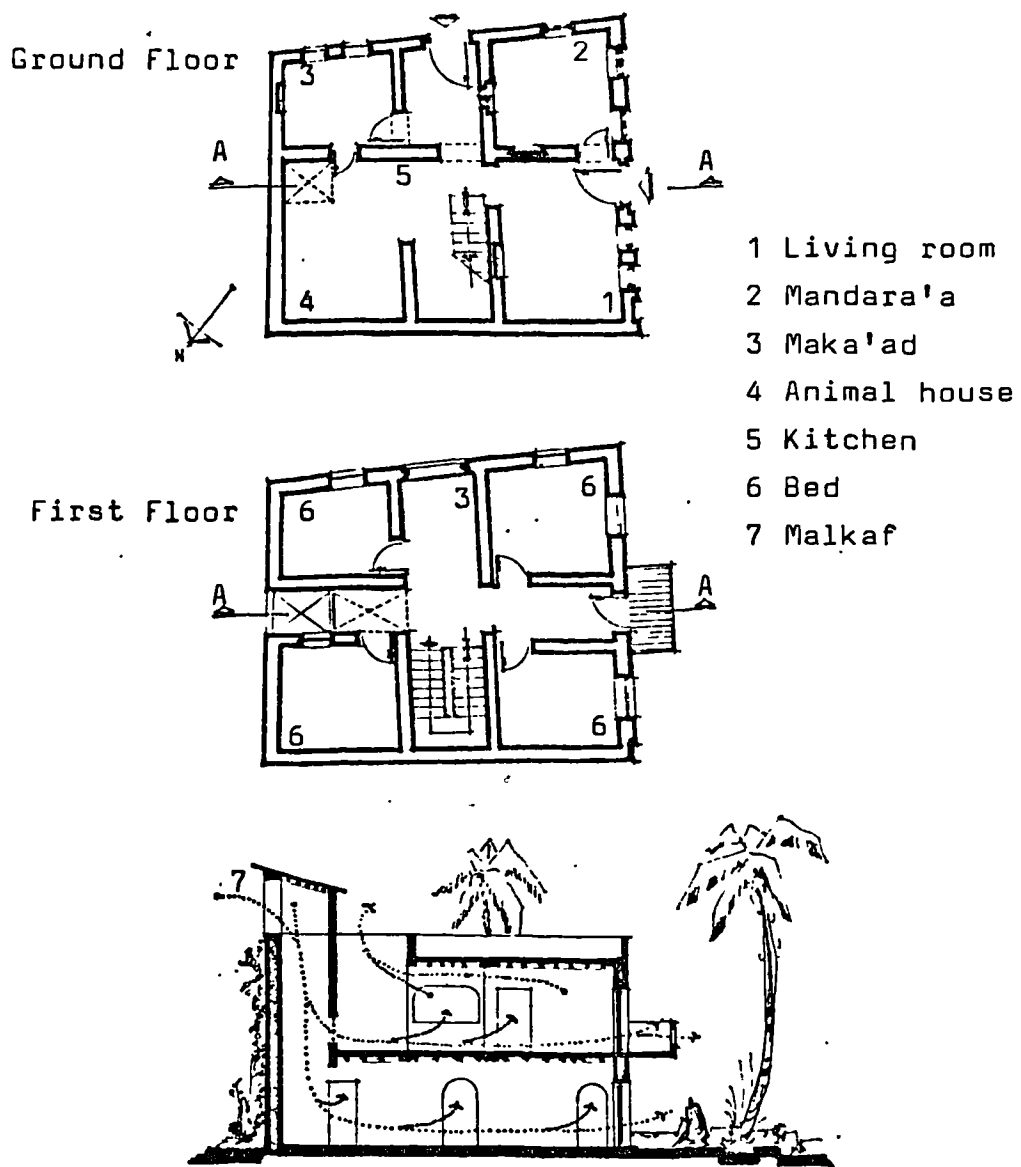 Ground Floor
3
2
A
A
5
4
1
N
1 Living room
2 Mandara'a
3 Maka'ad
4 Animal house
5 Kitchen
6 Bed
7 Malkaf
First Floor
6
3
6
A
A
6
6
7